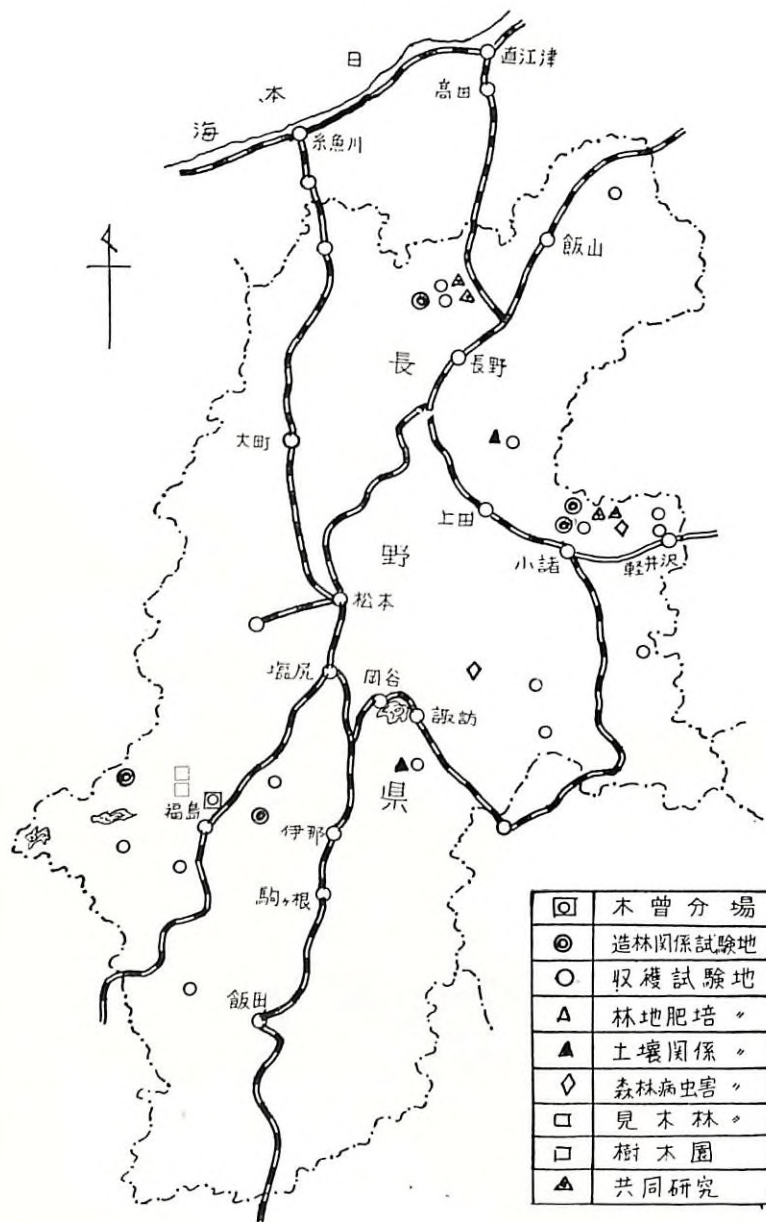 日本海
直江津
高田
糸魚川
飯山
長野
大町
上田
小諸
軽井沢
松本
塩尻
岡谷
諏訪
福島
伊那
駒ヶ根
飯田
長野県
木曽分場
造林関係試験地
収穫試験地
林地肥培 〃
土壌関係 〃
森林病虫害 〃
見本林 〃
樹木園
共同研究